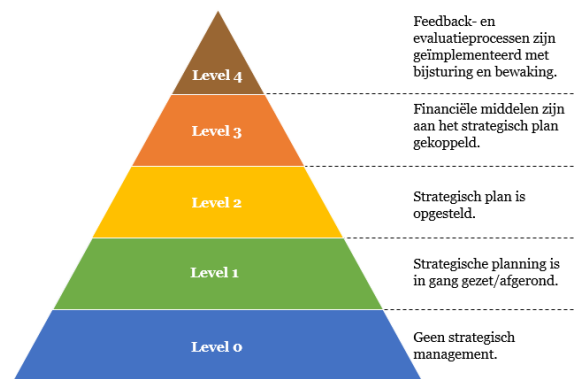 Feedback- en
evaluatieprocessen zijn
geïmplementeerd met
bijsturing en bewaking.
Level 4
Financiële middelen zijn
aan het strategisch plan
gekoppeld.
Level 3
Strategisch plan is
opgesteld.
Level 2
Strategische planning is
in gang gezet/afgerond.
Level 1
Geen strategisch
management.
Level 0